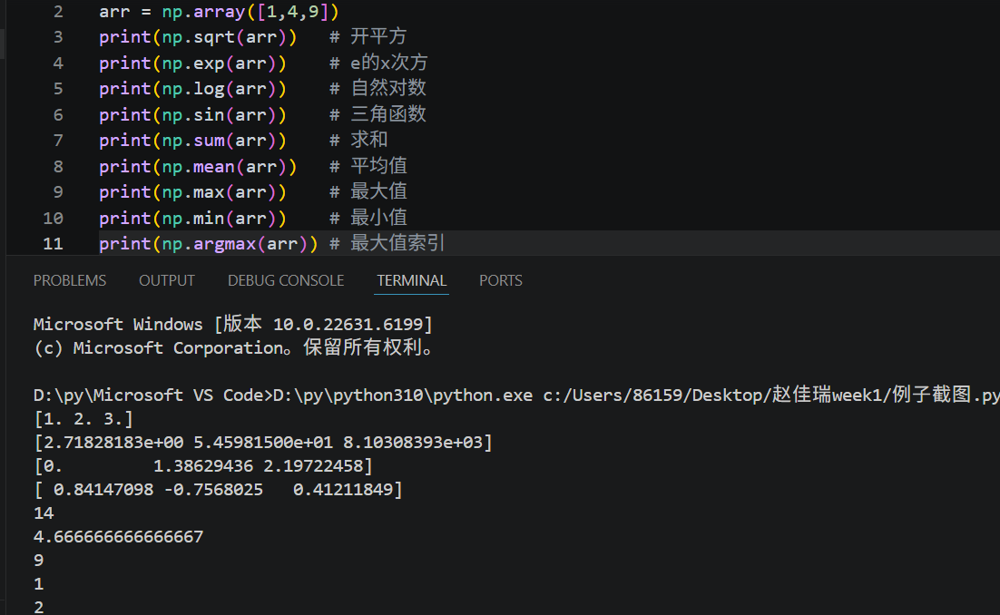 2 arr = np.array([1,4,9])
3 print(np.sqrt(arr)) # 开平方
4 print(np.exp(arr)) # e的x次方
5 print(np.log(arr)) # 自然对数
6 print(np.sin(arr)) # 三角函数
7 print(np.sum(arr)) # 求和
8 print(np.mean(arr)) # 平均值
9 print(np.max(arr)) # 最大值
10 print(np.min(arr)) # 最小值
11 print(np.argmax(arr)) # 最大值索引
PROBLEMS OUTPUT DEBUG CONSOLE TERMINAL PORTS
Microsoft Windows [版本 10.0.22631.6199]
(c) Microsoft Corporation。保留所有权利。
D:\py\Microsoft VS Code>D:\py\python310\python.exe c:/Users/86159/Desktop/赵佳瑞week1/例子截图.py
[1. 2. 3.]
[2.71828183e+00 5.45981500e+01 8.10308393e+03]
[0.         1.38629436 2.19722458]
[ 0.84147098 -0.7568025   0.41211849]
14
4.666666666666667
9
1
2